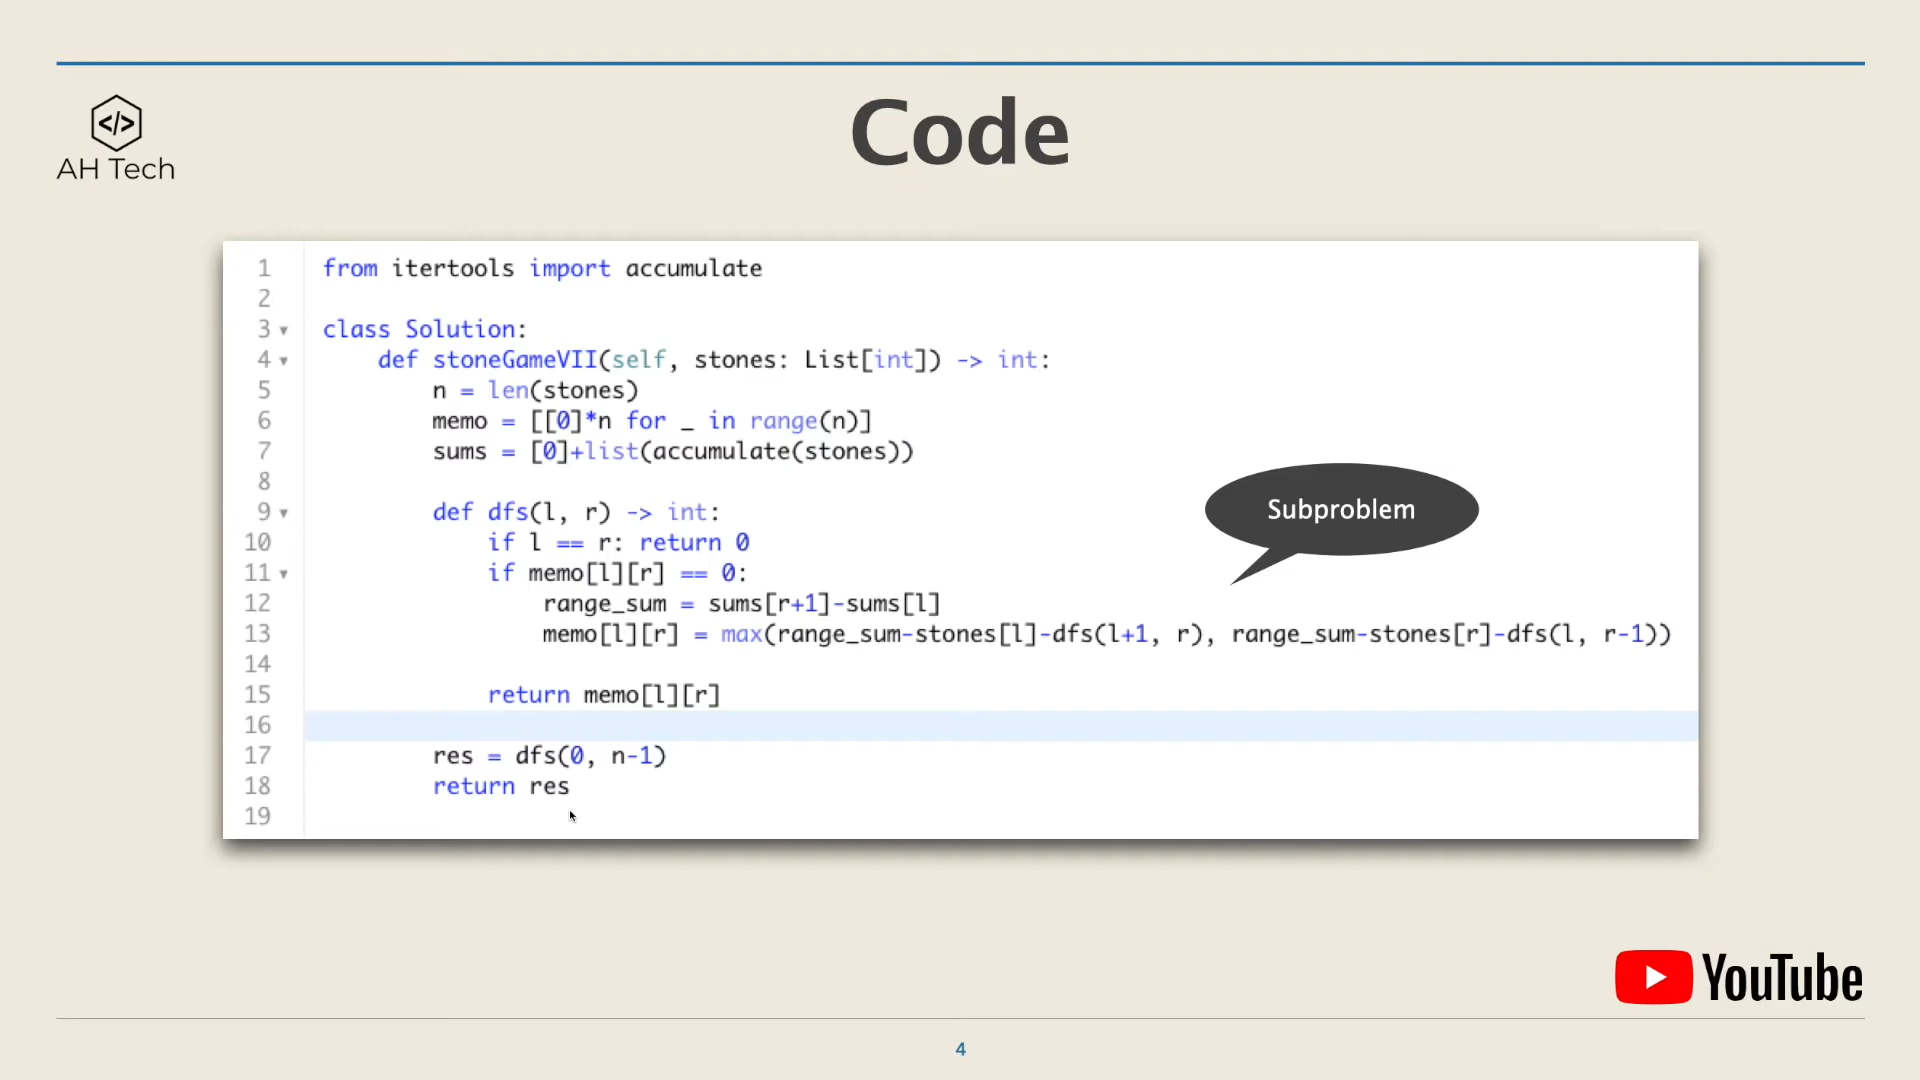 </>
AH Tech
Code
1 from itertools import accumulate
2
3 class Solution:
4 def stoneGameVII(self, stones: List[int]) -> int:
5 n = len(stones)
6 memo = [[0]*n for _ in range(n)]
7 sums = [0]+list(accumulate(stones))
8
9 def dfs(l, r) -> int:
10 if l == r: return 0
11 if memo[l][r] == 0:
12 range_sum = sums[r+1]-sums[l]
13 memo[l][r] = max(range_sum-stones[l]-dfs(l+1, r), range_sum-stones[r]-dfs(l, r-1))
14
15 return memo[l][r]
16
17 res = dfs(0, n-1)
18 return res
19
Subproblem
YouTube
4